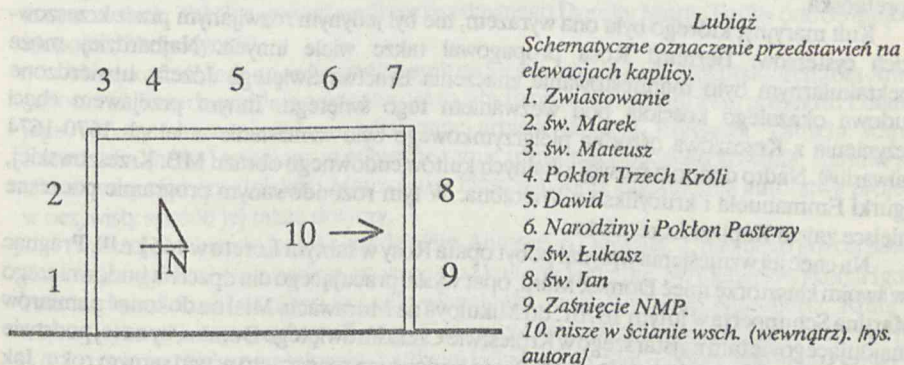 Lubiąż
Schematyczne oznaczenie przedstawień na
elewacjach kaplicy.
1. Zwiastowanie
2. św. Marek
3. św. Mateusz
4. Pokłon Trzech Króli
5. Dawid
6. Narodziny i Pokłon Pasterzy
7. św. Łukasz
8. św. Jan
9. Zaśnięcie NMP.
10. nisze w ścianie wsch. (wewnątrz). /rys.
autora/
3 4 5 6 7
2 8
10
1 N 9